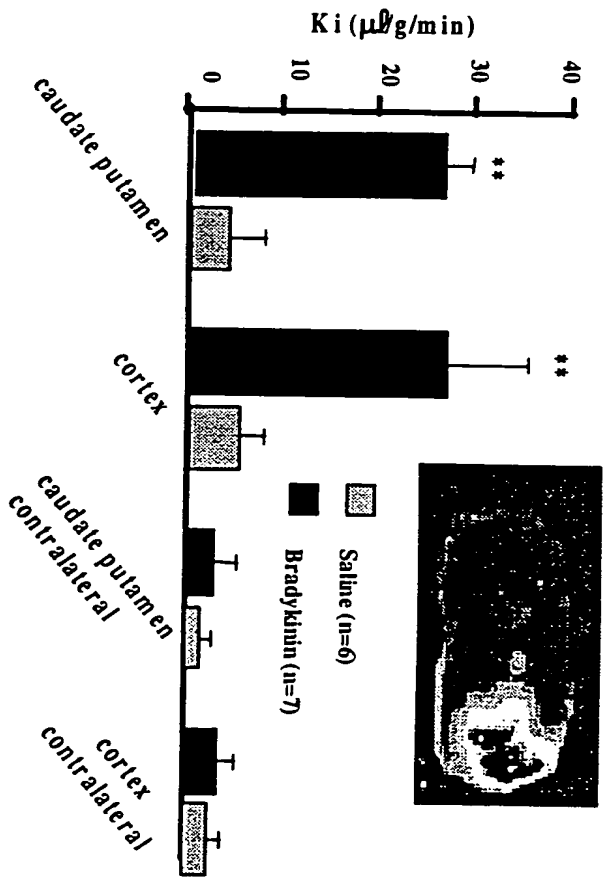 Ki (µl/g/min)
40
30
20
10
0
**
**
Saline (n=6)
Bradykinin (n=7)
caudate putamen
cortex
caudate putamen
contralateral
cortex
contralateral